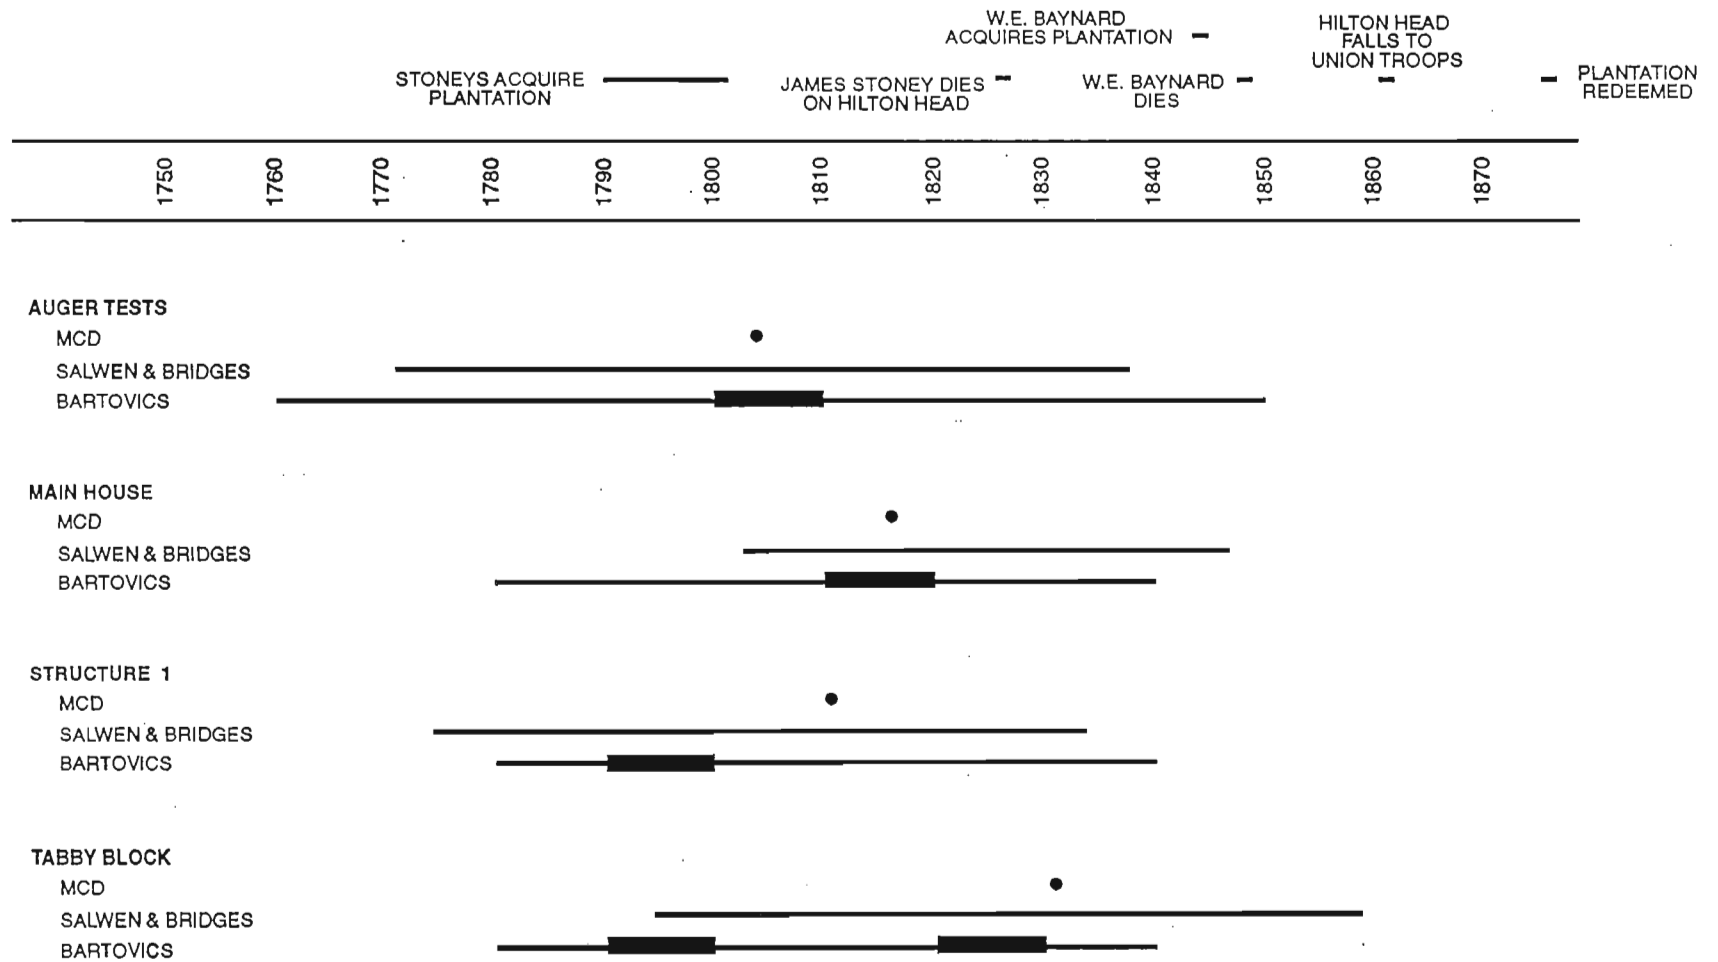 W.E. BAYNARD
ACQUIRES PLANTATION
HILTON HEAD
FALLS TO
UNION TROOPS
STONEYS ACQUIRE
PLANTATION
JAMES STONEY DIES
ON HILTON HEAD
W.E. BAYNARD
DIES
PLANTATION
REDEEMED
1750 1760 1770 1780 1790 1800 1810 1820 1830 1840 1850 1860 1870
AUGER TESTS
MCD
SALWEN & BRIDGES
BARTOVICS
MAIN HOUSE
MCD
SALWEN & BRIDGES
BARTOVICS
STRUCTURE 1
MCD
SALWEN & BRIDGES
BARTOVICS
TABBY BLOCK
MCD
SALWEN & BRIDGES
BARTOVICS